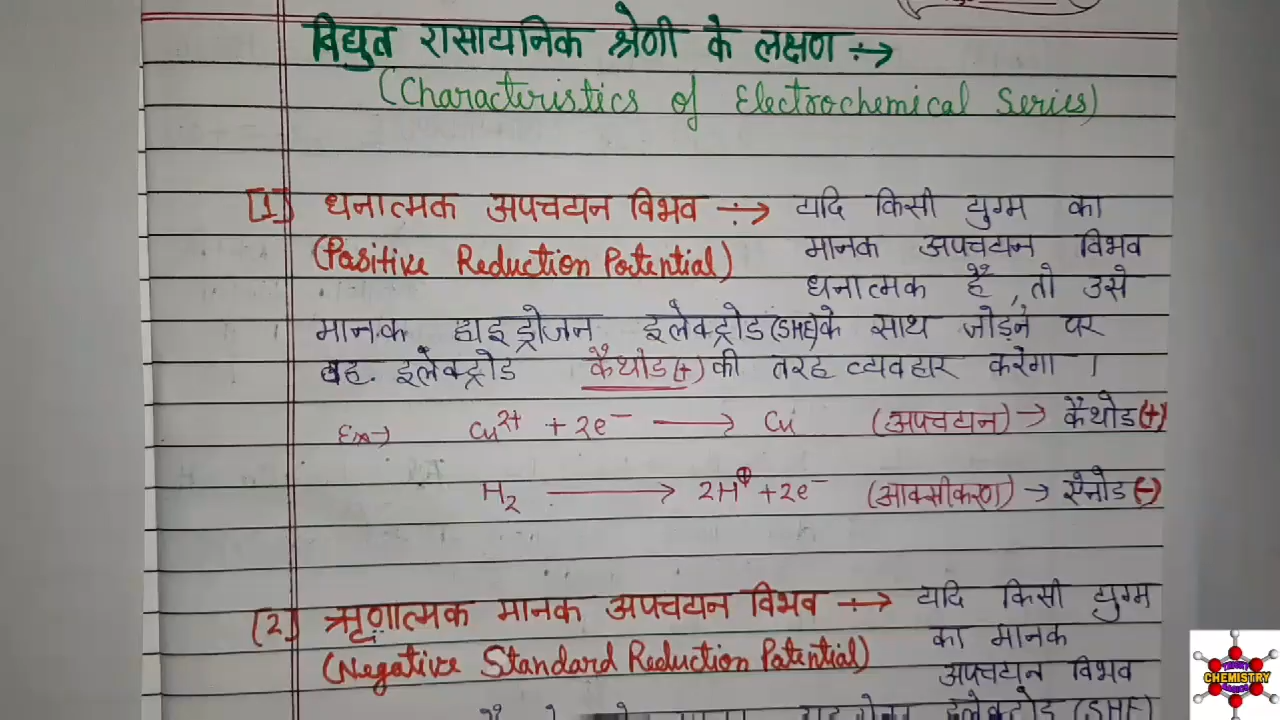 विद्युत रासायनिक श्रेणी के लक्षण →
(Characteristics of Electrochemical Series)
[1] धनात्मक अपचयन विभव → यदि किसी युग्म का
(Positive Reduction Potential) मानक अपचयन विभव
धनात्मक हैं, तो उसे
मानक हाइड्रोजन इलेक्ट्रोड (SHE) के साथ जोड़ने पर
वह इलेक्ट्रोड कैथोड (+) की तरह व्यवहार करेगा ।
Ex→ Cu²⁺ + 2e⁻ ⟶ Cu (अपचयन) → कैथोड (+)
H₂ ⟶ 2H⁺ + 2e⁻ (आक्सीकरण) → ऐनोड (-)
(2) ऋृणात्मक मानक अपचयन विभव → यदि किसी युग्म
का मानक
(Negative Standard Reduction Potential) अपचयन विभव
इलेक्ट्रोड (SHE)
CHEMISTRY